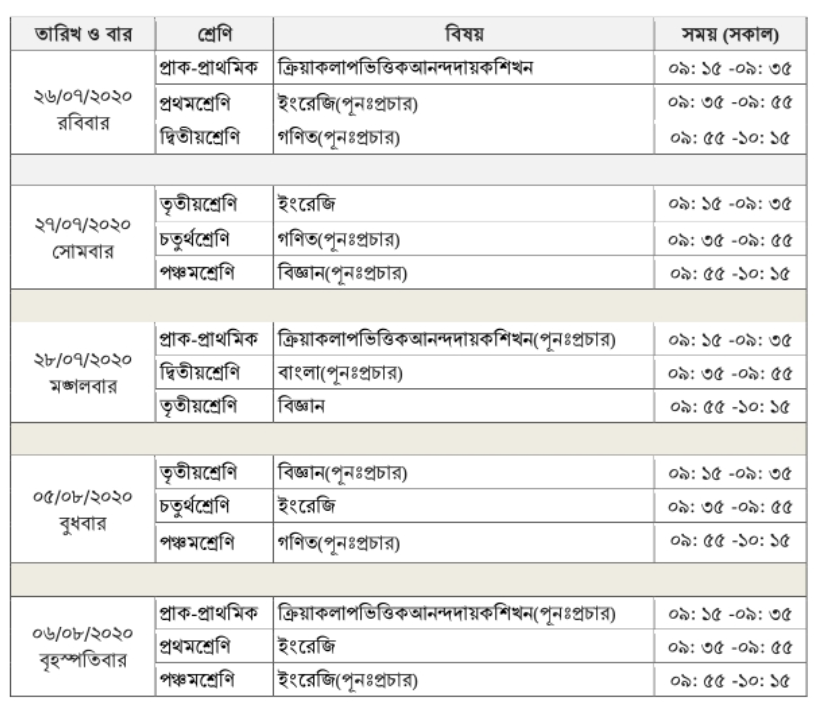 তারিখ ও বার শ্রেণি বিষয় সময় (সকাল)
২৬/০৭/২০২০ রবিবার
প্রাক-প্রাথমিক ক্রিয়াকলাপভিত্তিকআনন্দদায়কশিখন ০৯: ১৫ -০৯: ৩৫
প্রথমশ্রেণি ইংরেজি(পূনঃপ্রচার) ০৯: ৩৫ -০৯: ৫৫
দ্বিতীয়শ্রেণি গণিত(পূনঃপ্রচার) ০৯: ৫৫ -১০: ১৫
২৭/০৭/২০২০ সোমবার
তৃতীয়শ্রেণি ইংরেজি ০৯: ১৫ -০৯: ৩৫
চতুর্থশ্রেণি গণিত(পূনঃপ্রচার) ০৯: ৩৫ -০৯: ৫৫
পঞ্চমশ্রেণি বিজ্ঞান(পূনঃপ্রচার) ০৯: ৫৫ -১০: ১৫
২৮/০৭/২০২০ মঙ্গলবার
প্রাক-প্রাথমিক ক্রিয়াকলাপভিত্তিকআনন্দদায়কশিখন(পূনঃপ্রচার) ০৯: ১৫ -০৯: ৩৫
দ্বিতীয়শ্রেণি বাংলা(পূনঃপ্রচার) ০৯: ৩৫ -০৯: ৫৫
তৃতীয়শ্রেণি বিজ্ঞান ০৯: ৫৫ -১০: ১৫
০৫/০৮/২০২০ বুধবার
তৃতীয়শ্রেণি বিজ্ঞান(পূনঃপ্রচার) ০৯: ১৫ -০৯: ৩৫
চতুর্থশ্রেণি ইংরেজি ০৯: ৩৫ -০৯: ৫৫
পঞ্চমশ্রেণি গণিত(পূনঃপ্রচার) ০৯: ৫৫ -১০: ১৫
০৬/০৮/২০২০ বৃহস্পতিবার
প্রাক-প্রাথমিক ক্রিয়াকলাপভিত্তিকআনন্দদায়কশিখন(পূনঃপ্রচার) ০৯: ১৫ -০৯: ৩৫
প্রথমশ্রেণি ইংরেজি ০৯: ৩৫ -০৯: ৫৫
পঞ্চমশ্রেণি ইংরেজি(পূনঃপ্রচার) ০৯: ৫৫ -১০: ১৫